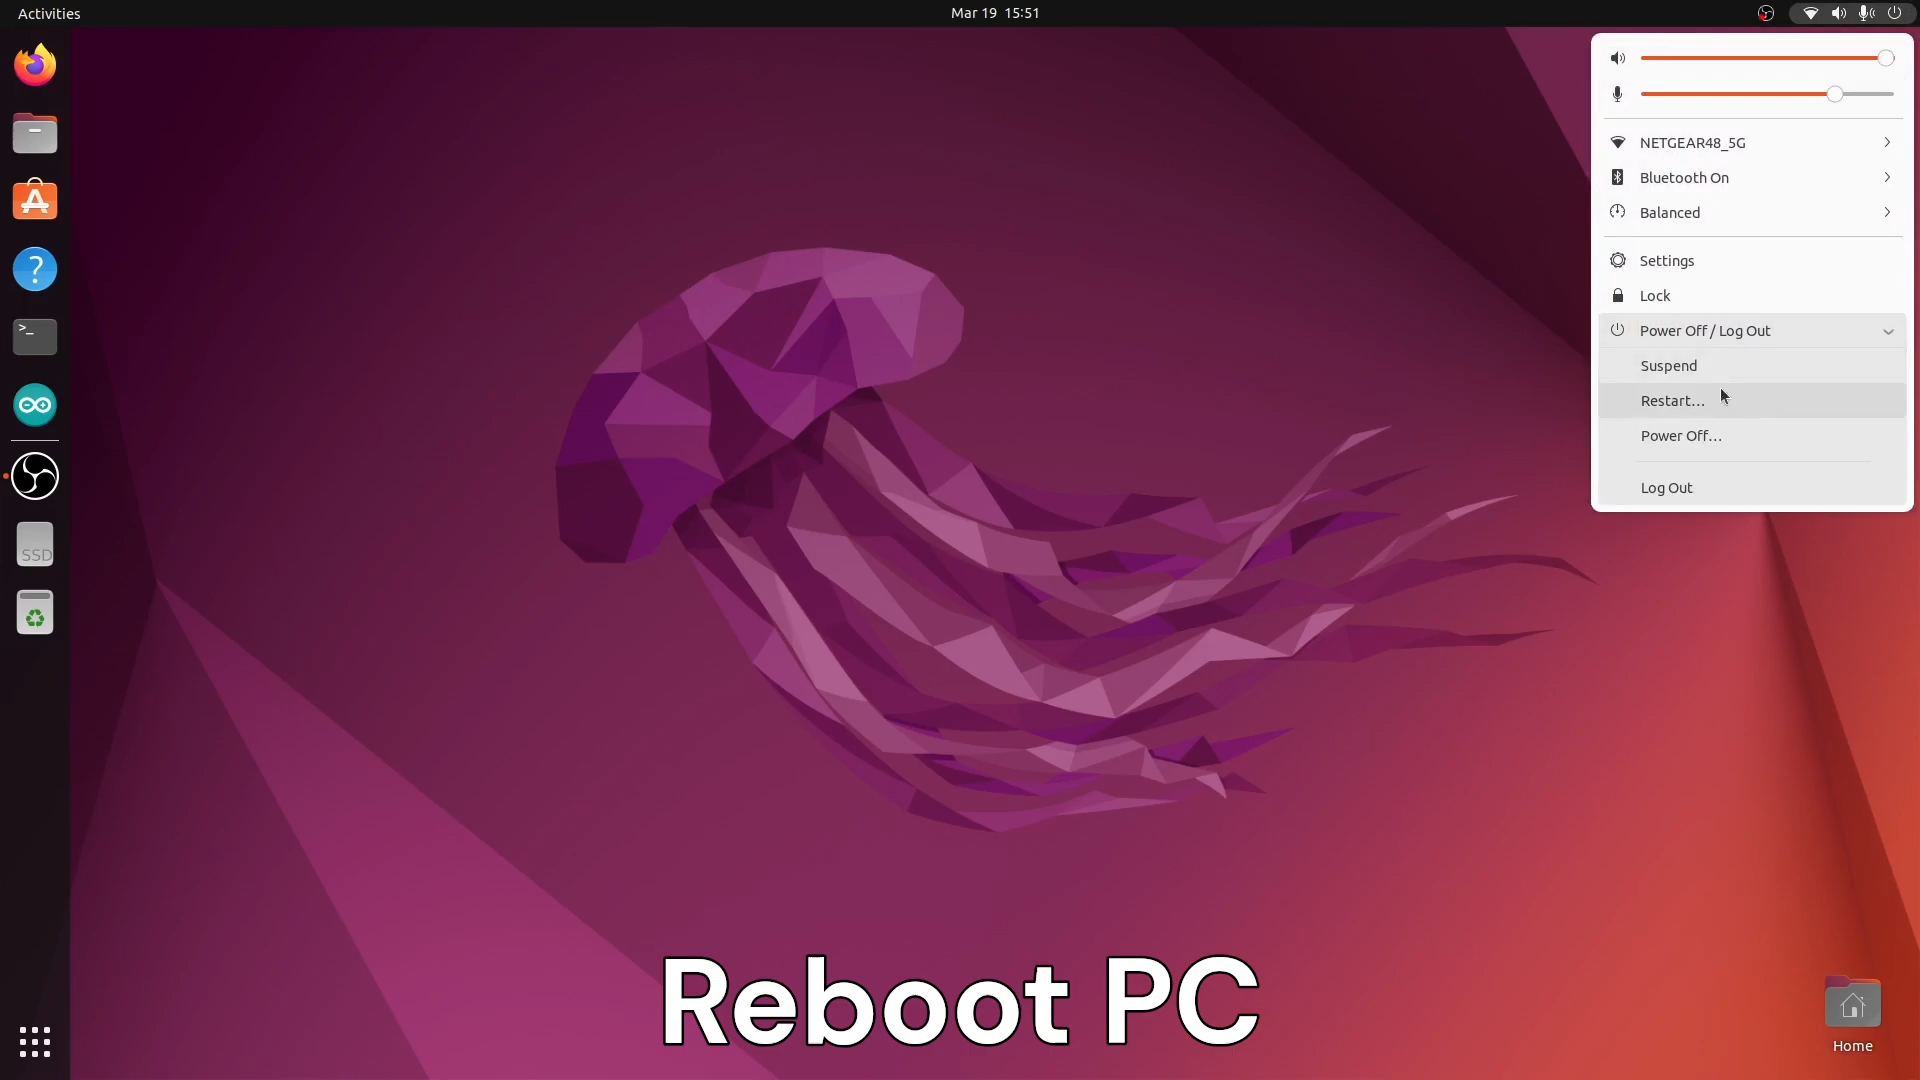 Activities
Mar 19 15:51
NETGEAR48_5G
Bluetooth On
Balanced
Settings
Lock
Power Off / Log Out
Suspend
Restart...
Power Off...
Log Out
>_
?
SSD
Reboot PC
Home